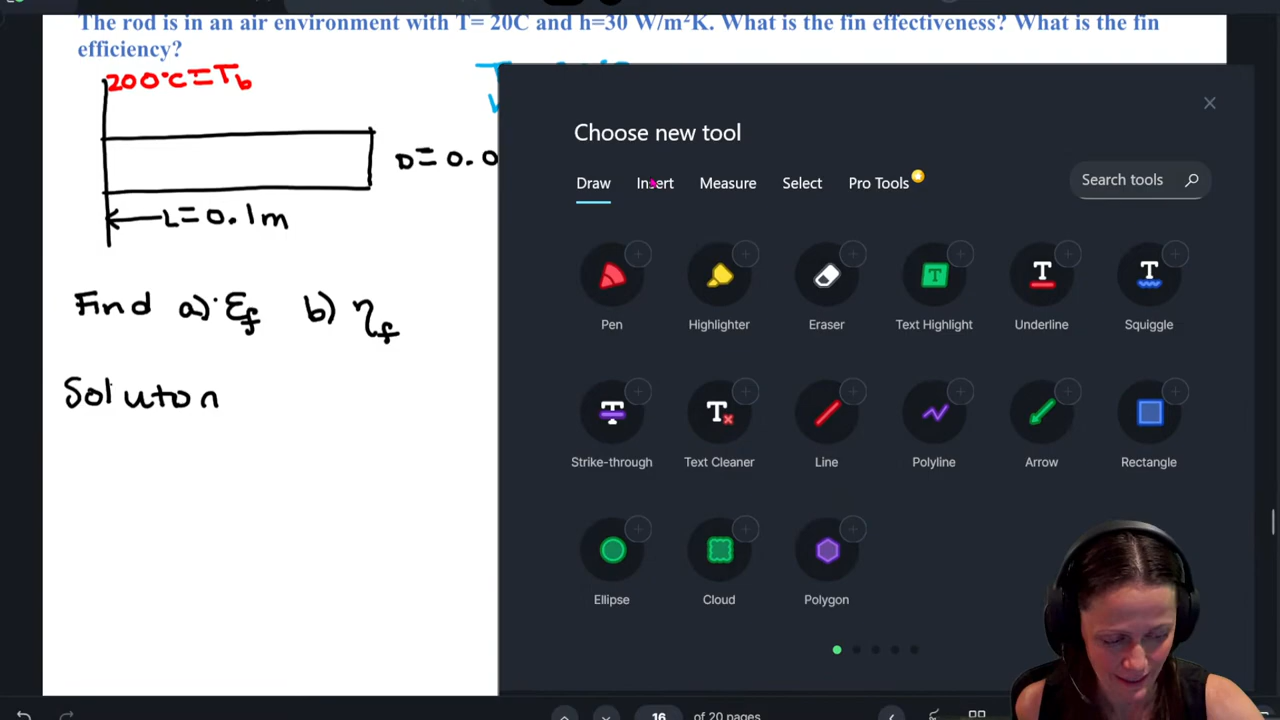 The rod is in an air environment with T= 20C and h=30 W/m²K. What is the fin effectiveness? What is the fin
efficiency?
200°C=Tb
D=0.0
L=0.1m
Find a) εf b) ηf
Soluton
Choose new tool
Draw Insert Measure Select Pro Tools Search tools
Pen Highlighter Eraser Text Highlight Underline Squiggle
Strike-through Text Cleaner Line Polyline Arrow Rectangle
Ellipse Cloud Polygon
16 of 20 pages